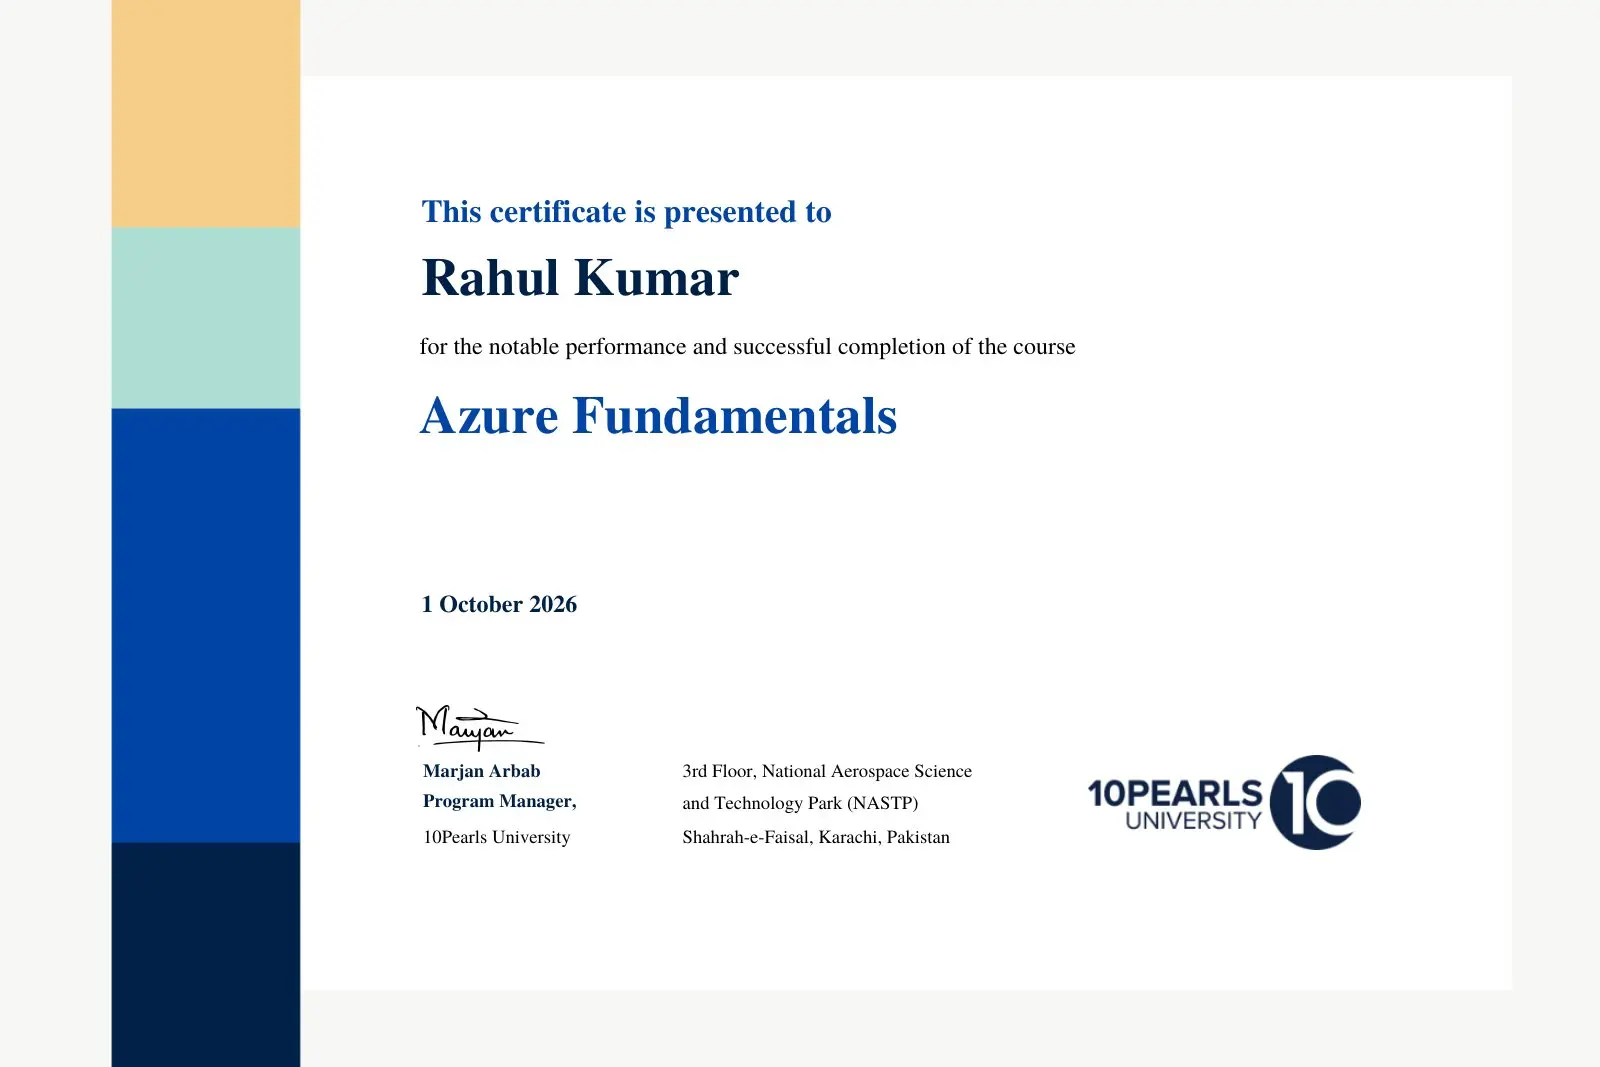 This certificate is presented to
Rahul Kumar
for the notable performance and successful completion of the course
Azure Fundamentals
1 October 2026
Marjan
Marjan Arbab
Program Manager,
10Pearls University
3rd Floor, National Aerospace Science
and Technology Park (NASTP)
Shahrah-e-Faisal, Karachi, Pakistan
10PEARLS
UNIVERSITY
10